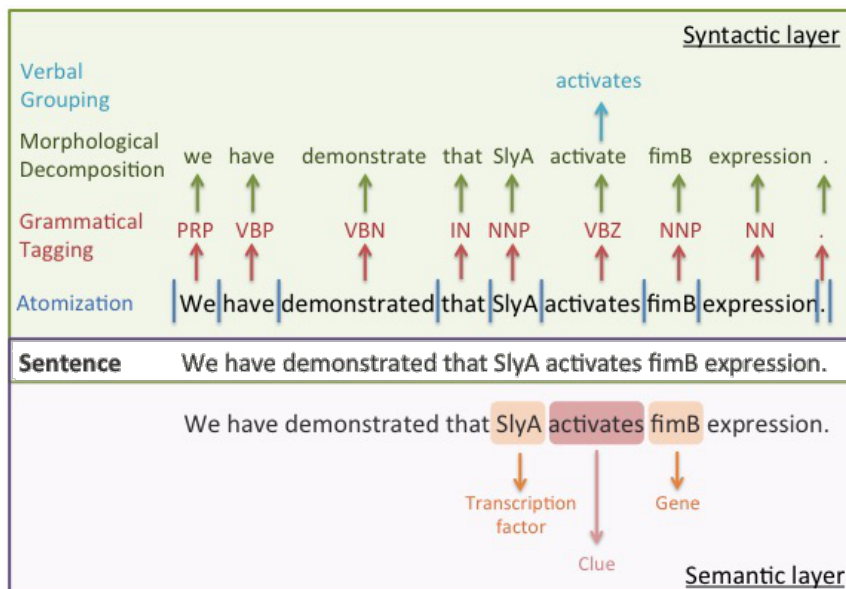 Syntactic layer
Verbal
Grouping
activates
Morphological
Decomposition
we have demonstrate that SlyA activate fimB expression .
Grammatical
Tagging
PRP VBP VBN IN NNP VBZ NNP NN .
Atomization
We have demonstrated that SlyA activates fimB expression .
Sentence We have demonstrated that SlyA activates fimB expression.
We have demonstrated that SlyA activates fimB expression.
Transcription
factor
Gene
Clue
Semantic layer